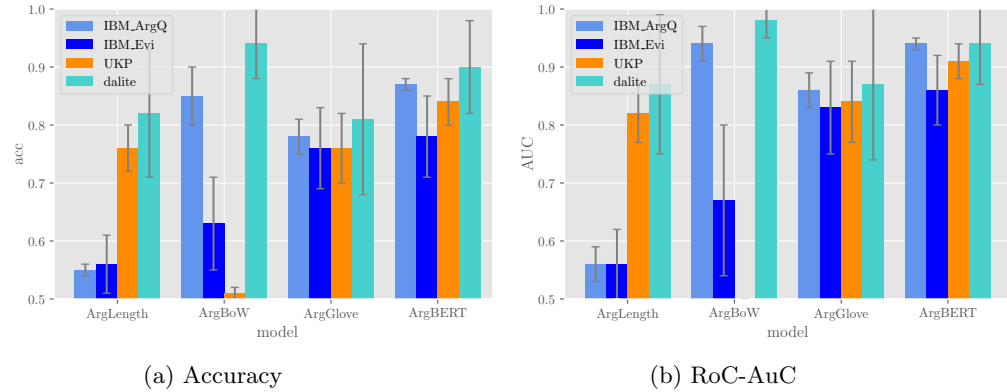 1.0
0.9
0.8
0.7
0.6
0.5
acc
IBM_ArgQ
IBM_Evi
UKP
dalite
ArgLength ArgBoW ArgGlove ArgBERT
model
(a) Accuracy
1.0
0.9
0.8
0.7
0.6
0.5
AUC
IBM_ArgQ
IBM_Evi
UKP
dalite
ArgLength ArgBoW ArgGlove ArgBERT
model
(b) RoC-AuC